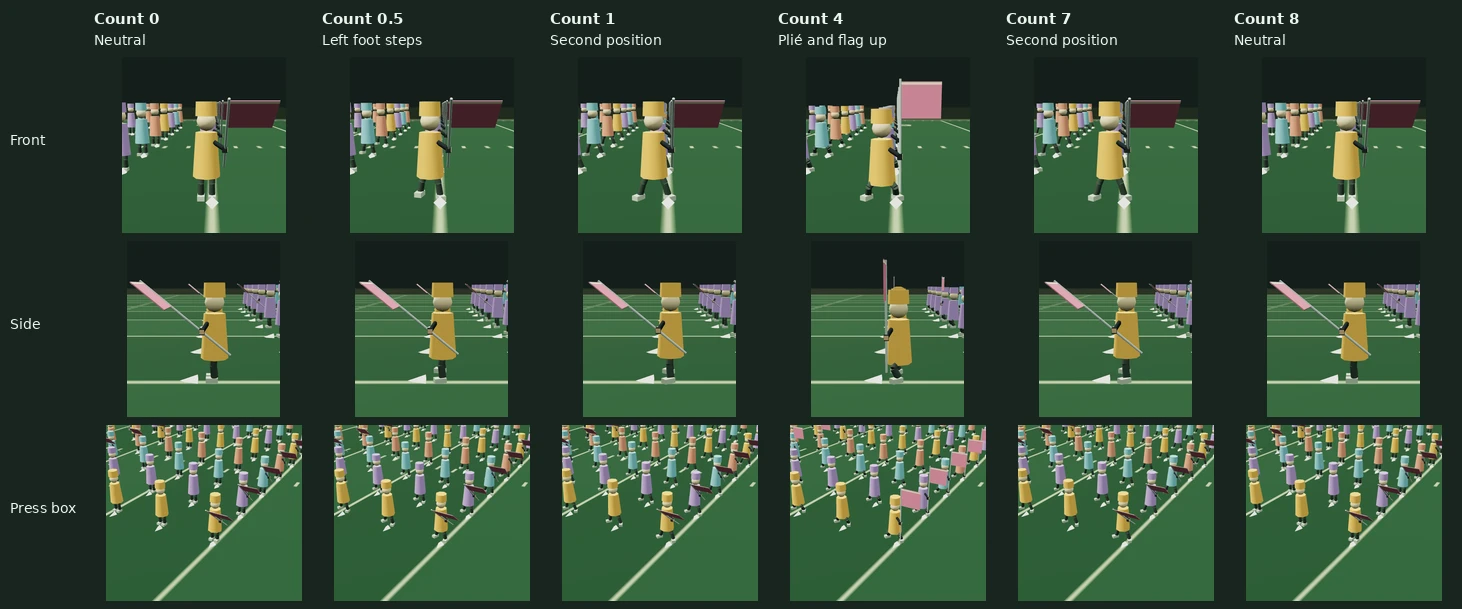 Count 0
Neutral
Count 0.5
Left foot steps
Count 1
Second position
Count 4
Plié and flag up
Count 7
Second position
Count 8
Neutral
Front
Side
Press box